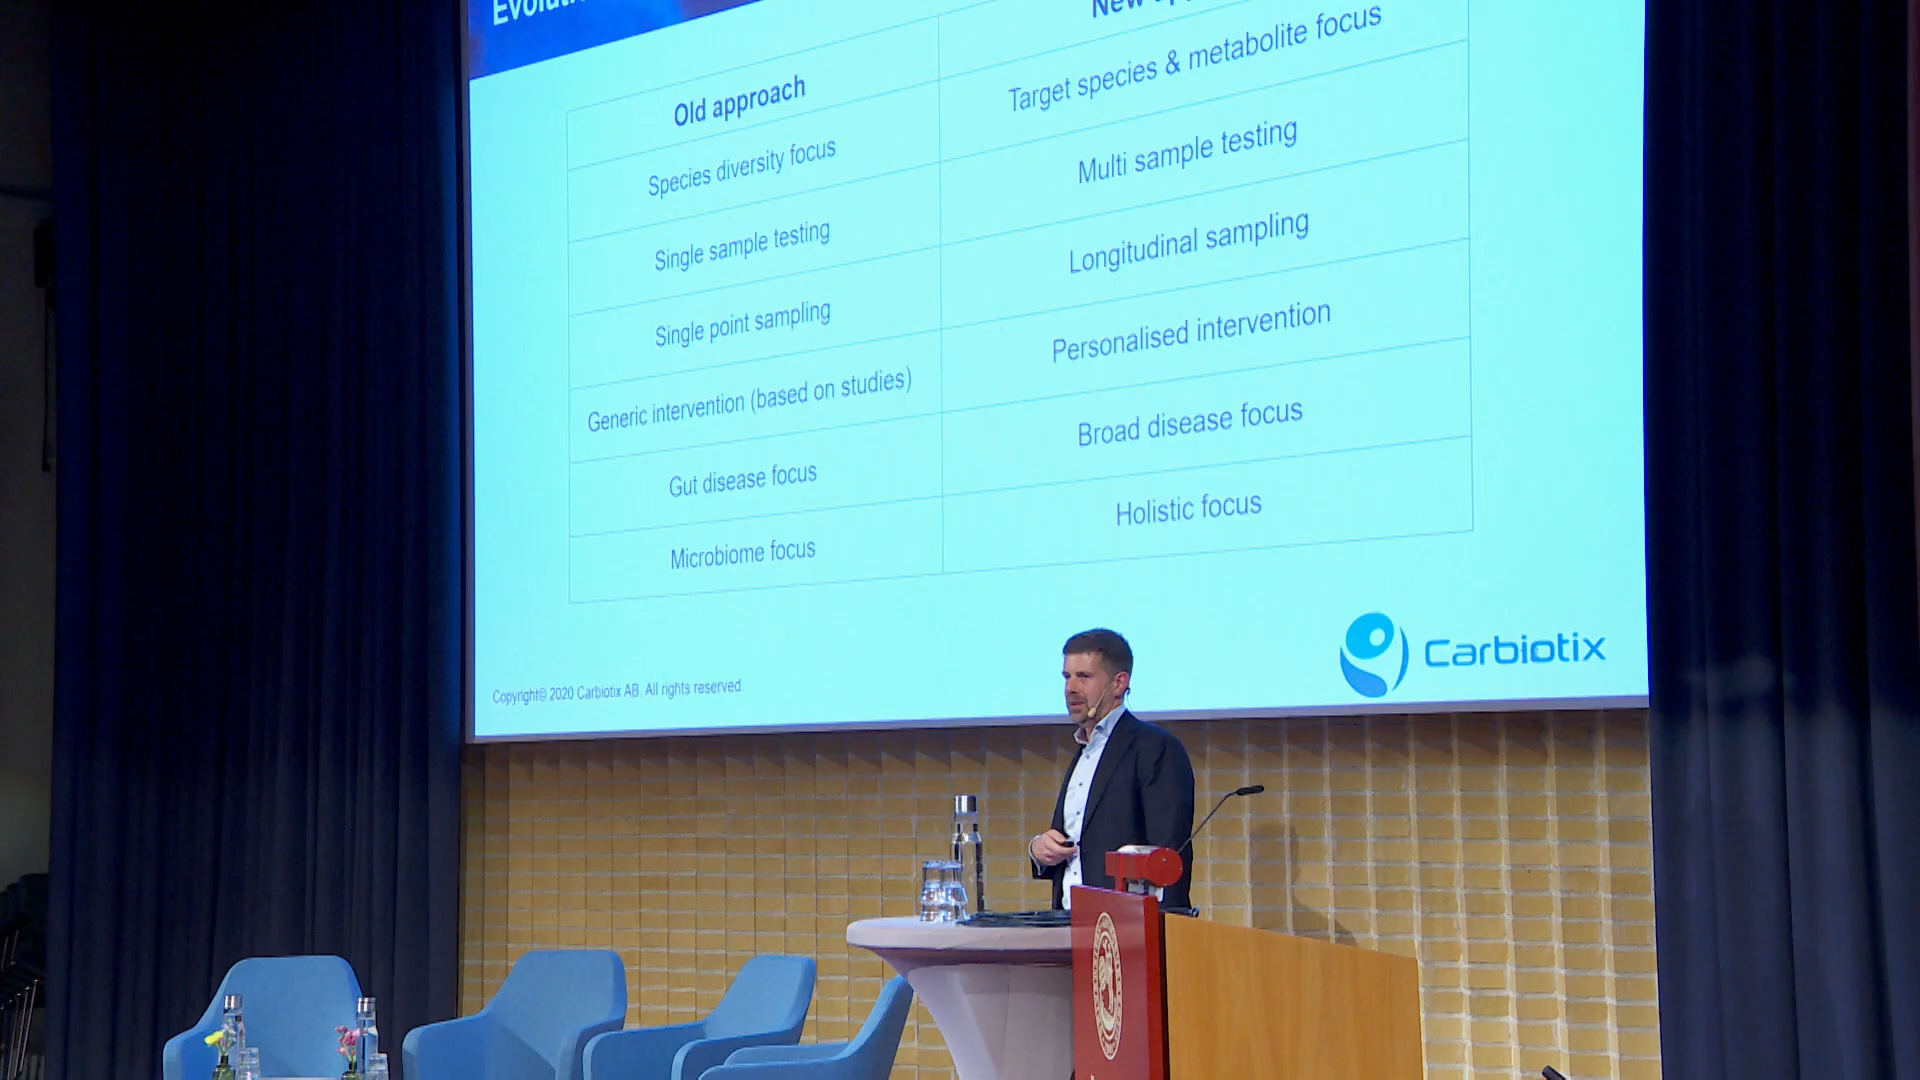 Old approach
Species diversity focus
Target species & metabolite focus
Single sample testing
Multi sample testing
Single point sampling
Longitudinal sampling
Generic intervention (based on studies)
Personalised intervention
Gut disease focus
Broad disease focus
Microbiome focus
Holistic focus
Copyright© 2020 Carbiotix AB. All rights reserved.
Carbiotix